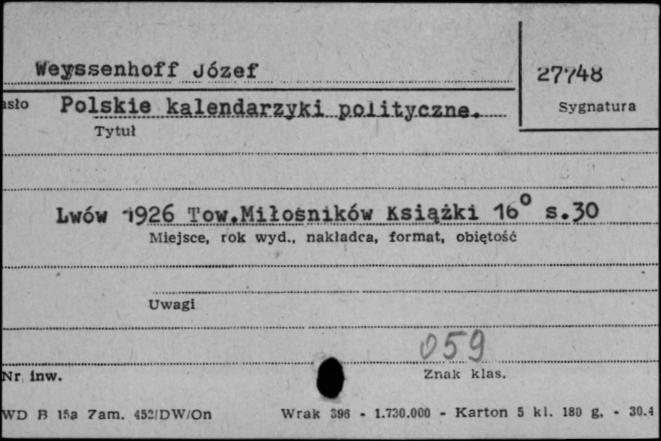 Weyssenhoff Józef
27748
asło Polskie kalendarzyki polityczne.
Sygnatura
Tytuł
Lwów 1926 Tow.Miłośników Książki 16° s.30
Miejsce, rok wyd., nakładca, format, obiętość
Uwagi
059
Nr inw.
Znak klas.
WD B 15a Zam. 452/DW/On Wrak 396 - 1.730.000 - Karton 5 kl. 180 g. - 30.4